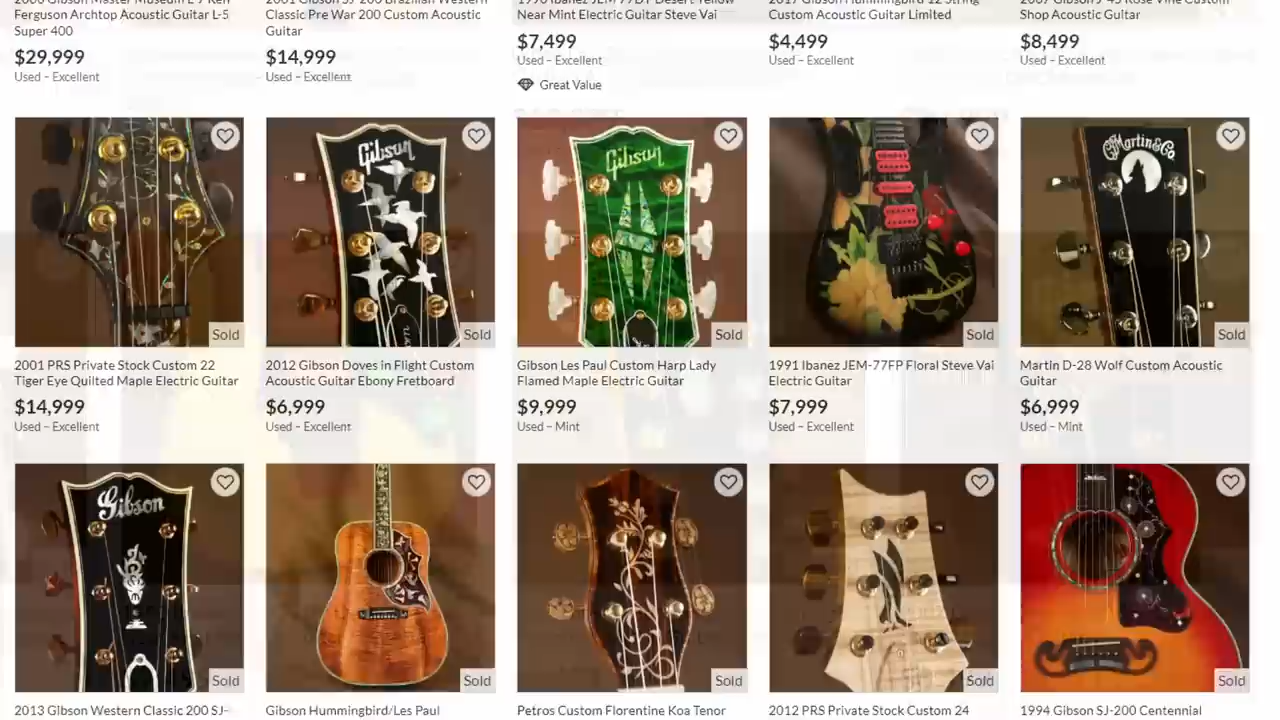 Ferguson Archtop Acoustic Guitar L-5
Super 400
$29,999
Used – Excellent
Classic Pre War 200 Custom Acoustic
Guitar
$14,999
Used – Excellent
Near Mint Electric Guitar Steve Vai
$7,499
Used – Excellent
Great Value
2017 Gibson Hummingbird 12 String
Custom Acoustic Guitar Limited
$4,499
Used – Excellent
Shop Acoustic Guitar
$8,499
Used – Excellent
Sold
2001 PRS Private Stock Custom 22
Tiger Eye Quilted Maple Electric Guitar
$14,999
Used – Excellent
Gibson
Sold
2012 Gibson Doves in Flight Custom
Acoustic Guitar Ebony Fretboard
$6,999
Used – Excellent
Gibson
Sold
Gibson Les Paul Custom Harp Lady
Flamed Maple Electric Guitar
$9,999
Used – Mint
Sold
1991 Ibanez JEM-77FP Floral Steve Vai
Electric Guitar
$7,999
Used – Excellent
Martin & Co.
Sold
Martin D-28 Wolf Custom Acoustic
Guitar
$6,999
Used – Mint
Gibson
Sold
2013 Gibson Western Classic 200 SJ-
Sold
Gibson Hummingbird/Les Paul
Sold
Petros Custom Florentine Koa Tenor
Sold
2012 PRS Private Stock Custom 24
Sold
1994 Gibson SJ-200 Centennial